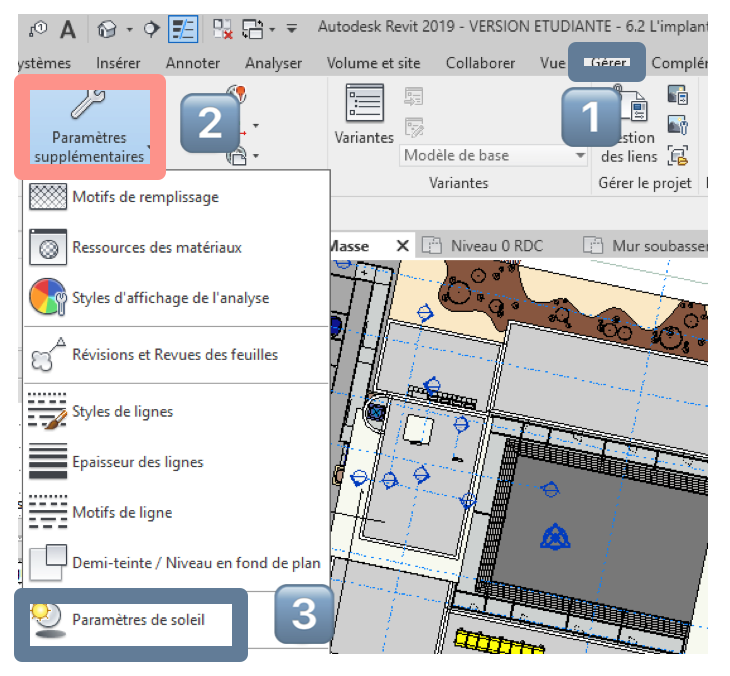 A
Autodesk Revit 2019 - VERSION ETUDIANTE - 6.2 L'implant
ystèmes Insérer Annoter Analyser Volume et site Collaborer Vue Gérer Complé
1
2
Paramètres
supplémentaires
Variantes
Modèle de base
estion
des liens
Variantes
Gérer le projet
Motifs de remplissage
Ressources des matériaux
Styles d'affichage de l'analyse
Révisions et Revues des feuilles
Styles de lignes
Epaisseur des lignes
Motifs de ligne
Demi-teinte / Niveau en fond de plan
Paramètres de soleil
3
Masse X Niveau 0 RDC Mur soubasse